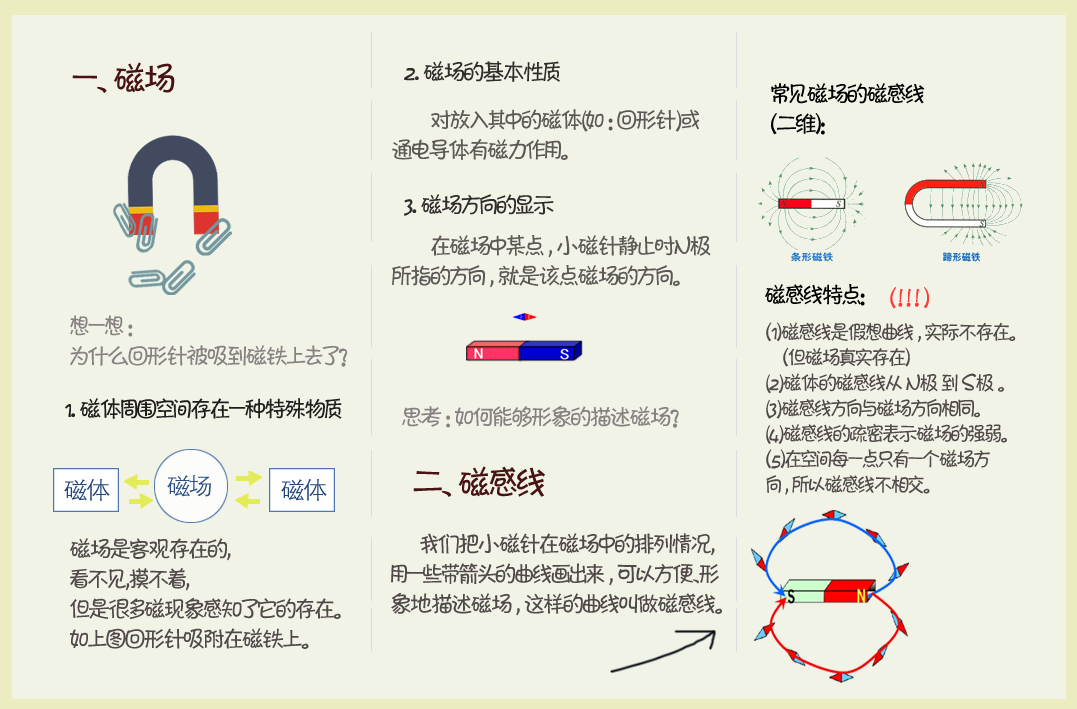 一、磁场
想一想：
为什么回形针被吸到磁铁上去了？
1. 磁体周围空间存在一种特殊物质
磁体
磁场
磁体
磁场是客观存在的,
看不见,摸不着,
但是很多磁现象感知了它的存在。
如上图回形针吸附在磁铁上。
2. 磁场的基本性质
对放入其中的磁体(如：回形针)或
通电导体有磁力作用。
3. 磁场方向的显示
在磁场中某点，小磁针静止时N极
所指的方向，就是该点磁场的方向。
N
S
思考：如何能够形象的描述磁场？
二、磁感线
我们把小磁针在磁场中的排列情况,
用一些带箭头的曲线画出来，可以方便、形
象地描述磁场，这样的曲线叫做磁感线。
常见磁场的磁感线
(二维):
S
S
条形磁铁
蹄形磁铁
磁感线特点: (!!!)
(1)磁感线是假想曲线，实际不存在。
(但磁场真实存在)
(2)磁体的磁感线从N极 到 S极 。
(3)磁感线方向与磁场方向相同。
(4)磁感线的疏密表示磁场的强弱。
(5)在空间每一点只有一个磁场方
向，所以磁感线不相交。
S
N